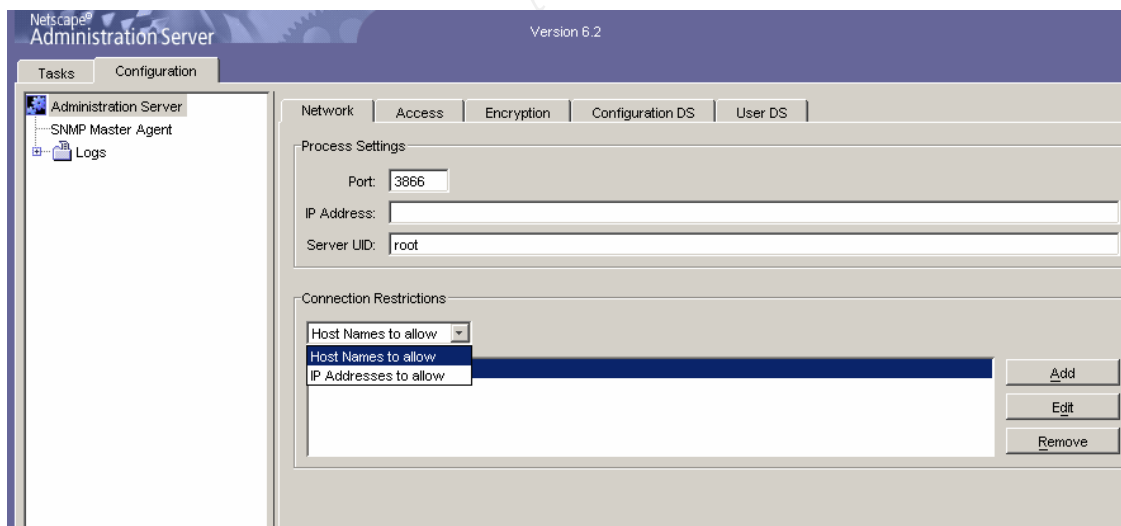 Netscape®
Administration Server
Version 6.2
Tasks
Configuration
Administration Server
SNMP Master Agent
Logs
Network
Access
Encryption
Configuration DS
User DS
Process Settings
Port: 3866
IP Address:
Server UID: root
Connection Restrictions
Host Names to allow
Host Names to allow
IP Addresses to allow
Add
Edit
Remove